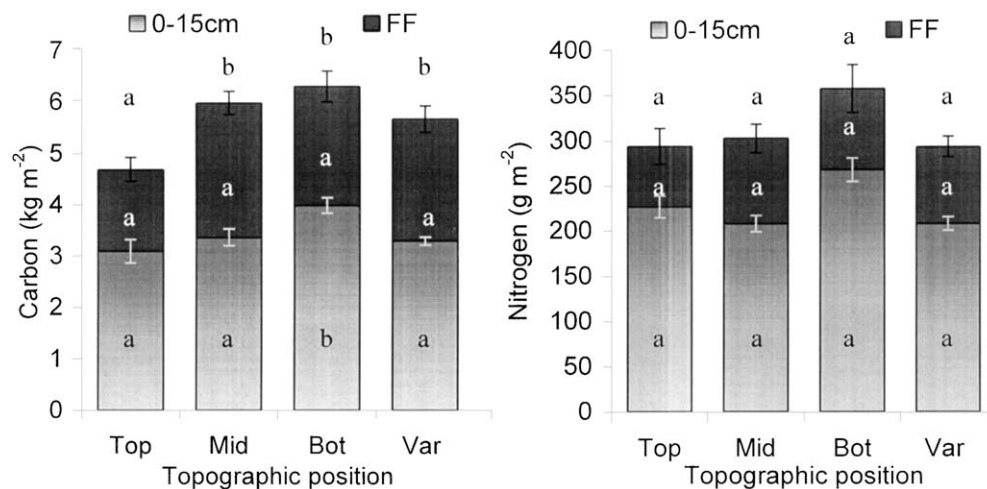 0-15cm FF
7
6
5
4
3
2
1
0
Carbon (kg m-2)
a b b b
a a a a
a a b a
Top Mid Bot Var
Topographic position
0-15cm FF
400
350
300
250
200
150
100
50
0
Nitrogen (g m-2)
a a a a
a a a a
a a a a
Top Mid Bot Var
Topographic position